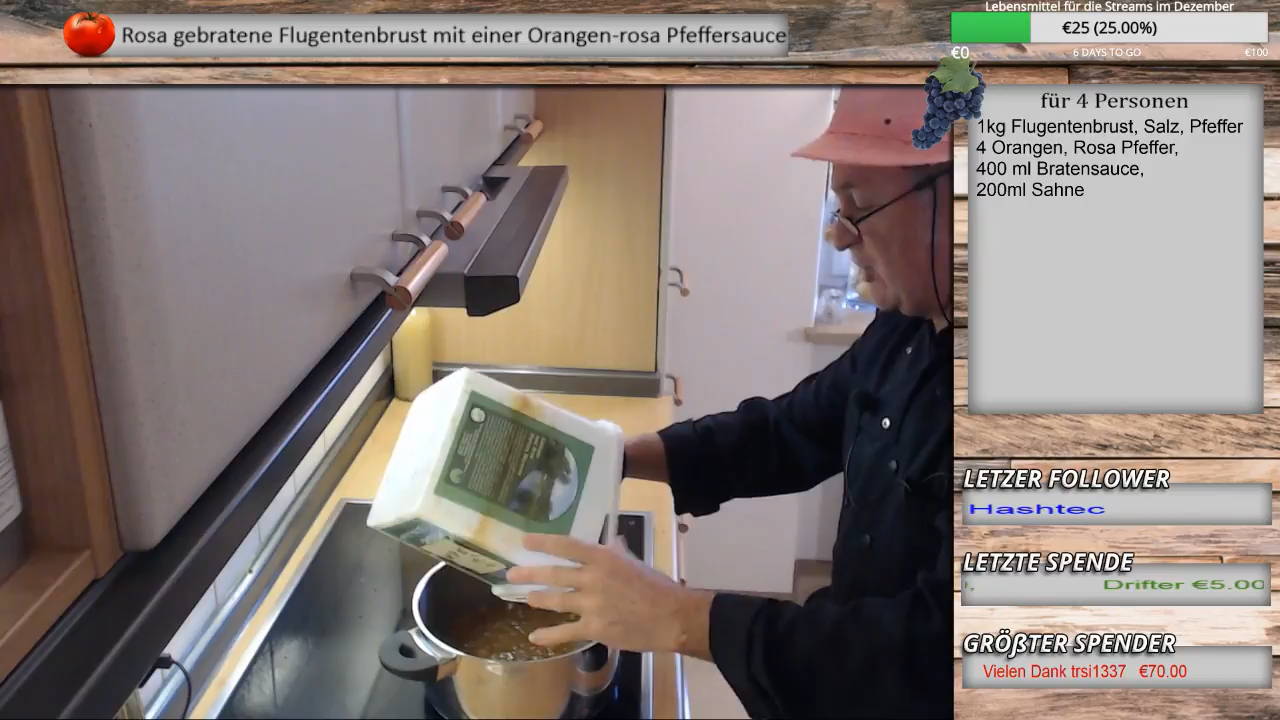 Rosa gebratene Flugentenbrust mit einer Orangen-rosa Pfeffersauce
Lebensmittel für die Streams im Dezember
€25 (25.00%)
€0
6 DAYS TO GO
€100
für 4 Personen
1kg Flugentenbrust, Salz, Pfeffer
4 Orangen, Rosa Pfeffer,
400 ml Bratensauce,
200ml Sahne
LETZER FOLLOWER
Hashtec
LETZTE SPENDE
Drifter €5.00
GRÖßTER SPENDER
Vielen Dank trsi1337 €70.00